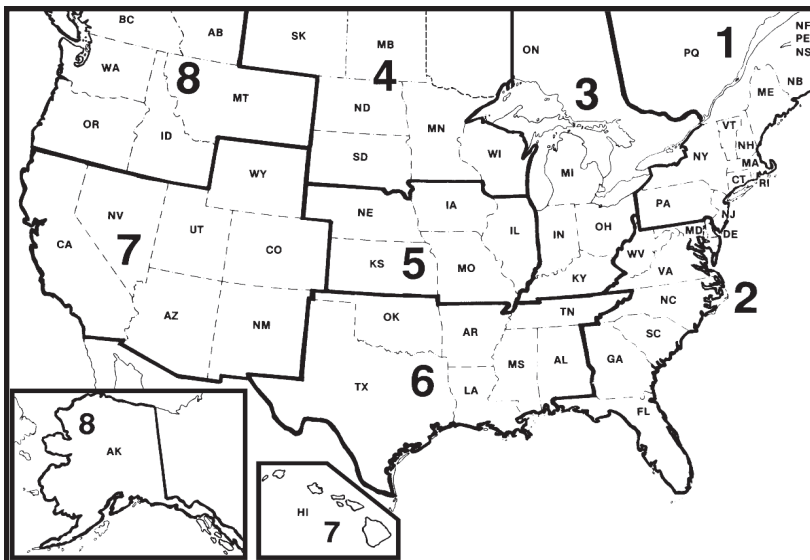 BC
AB
SK
MB
ON
PQ
1
NF
PE
NS
NB
WA
8
4
3
ME
MT
ND
MN
VT
OR
ID
NH
NY
MA
SD
WI
MI
CT
RI
WY
PA
NV
NE
IA
NJ
UT
IL
IN
OH
MD
DE
CA
7
CO
WV
KS
5
MO
VA
KY
2
NC
AZ
NM
OK
TN
AR
SC
MS
AL
GA
TX
6
LA
FL
8
AK
HI
7